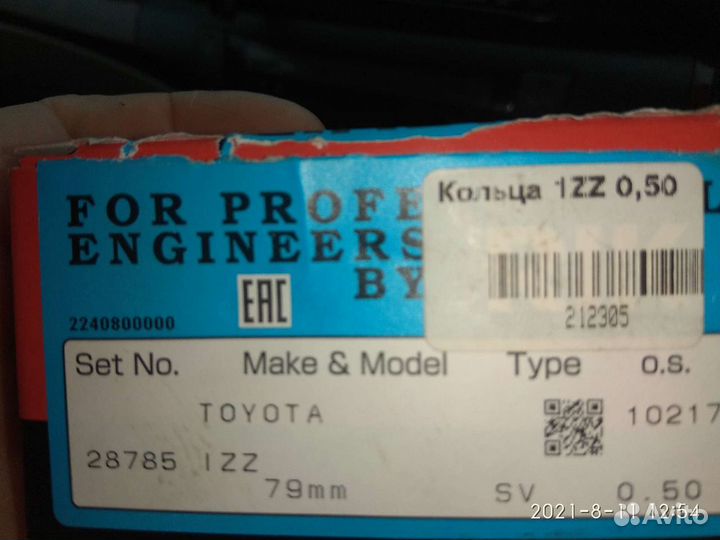 FOR PROFE L
ENGINEERS
BY
Кольца 1ZZ 0,50
212305
EAC
2240800000
Set No. Make & Model Type o.s.
TOYOTA 10217
28785 1ZZ
79mm SV 0.50
2021-8-11 12:54
Avito